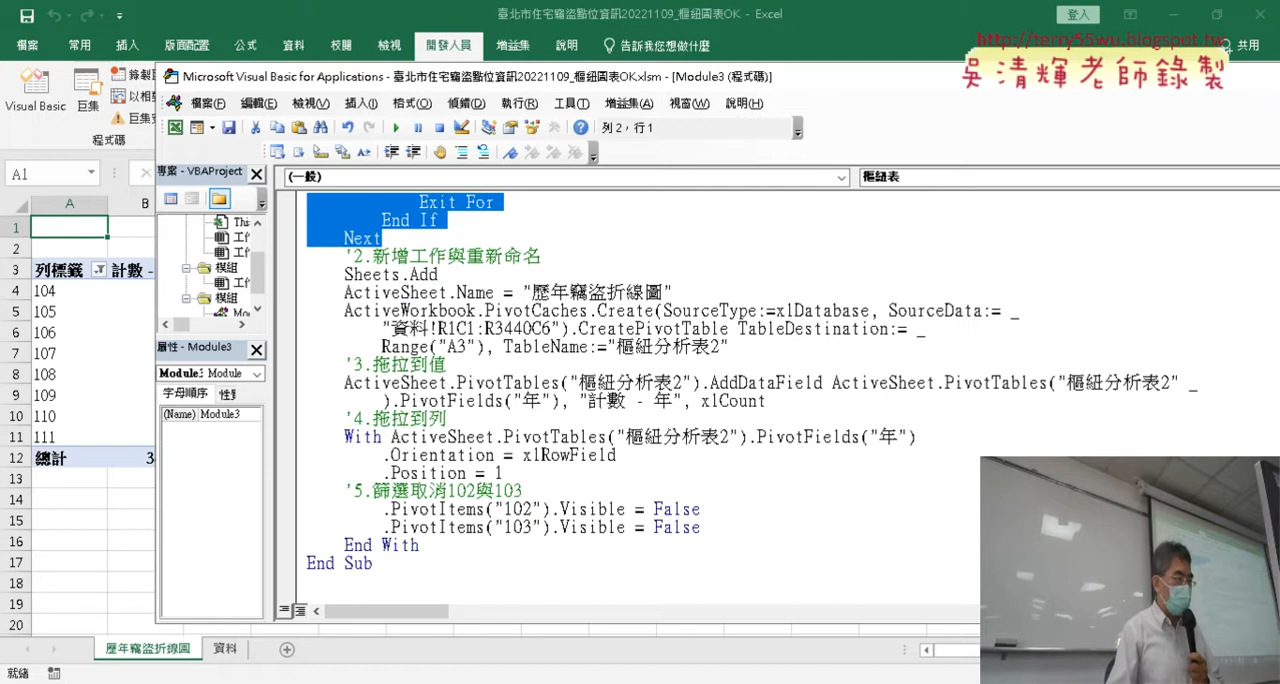 臺北市住宅竊盜點位資訊20221109_樞紐圖表OK - Excel
登入
檔案 常用 插入 版面配置 公式 資料 校閱 檢視 開發人員 增益集 說明 告訴我您想做什麼 共用
http://terry55wu.blogspot.tw
吳清輝老師錄製
Visual Basic 巨集
程式碼
Microsoft Visual Basic for Applications - 臺北市住宅竊盜點位資訊20221109_樞紐圖表OK.xlsm - [Module3 (程式碼)]
檔案(F) 編輯(E) 檢視(V) 插入(I) 格式(O) 偵錯(D) 執行(R) 工具(T) 增益集(A) 視窗(W) 說明(H)
列 2，行 1
專案 - VBAProject
模組
模組
屬性 - Module3
Module3 Module
字母順序
(Name) Module3
(一般) 樞紐表
Exit For
End If
Next
'2.新增工作與重新命名
Sheets.Add
ActiveSheet.Name = "歷年竊盜折線圖"
ActiveWorkbook.PivotCaches.Create(SourceType:=xlDatabase, SourceData:= _
"資料!R1C1:R3440C6").CreatePivotTable TableDestination:= _
Range("A3"), TableName:="樞紐分析表2"
'3.拖拉到值
ActiveSheet.PivotTables("樞紐分析表2").AddDataField ActiveSheet.PivotTables("樞紐分析表2" _
).PivotFields("年"), "計數 - 年", xlCount
'4.拖拉到列
With ActiveSheet.PivotTables("樞紐分析表2").PivotFields("年")
.Orientation = xlRowField
.Position = 1
'5.篩選取消102與103
.PivotItems("102").Visible = False
.PivotItems("103").Visible = False
End With
End Sub
A1
A B
1
2
3 列標籤 計數 -
4 104
5 105
6 106
7 107
8 108
9 109
10 110
11 111
12 總計 3
13
14
15
16
17
18
19
20
歷年竊盜折線圖 資料
就緒